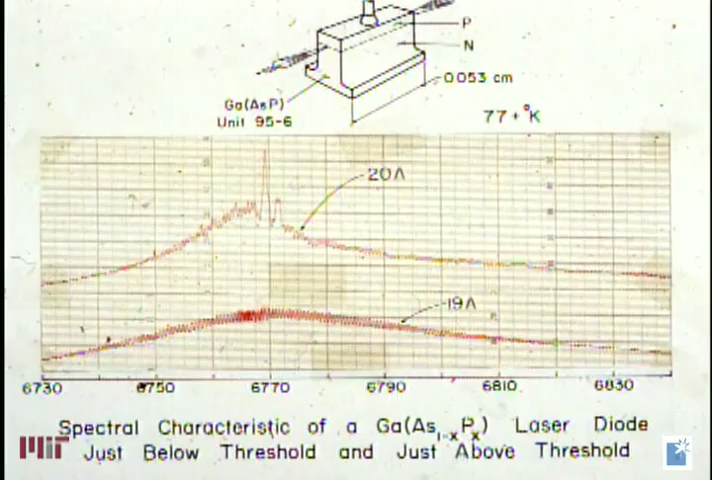 P
N
0.053 cm
Ga(AsP)
Unit 95-6
77+°K
20A
19A
6730 6750 6770 6790 6810 6830
Spectral Characteristic of a Ga(As1-xPx) Laser Diode
Just Below Threshold and Just Above Threshold
MIT